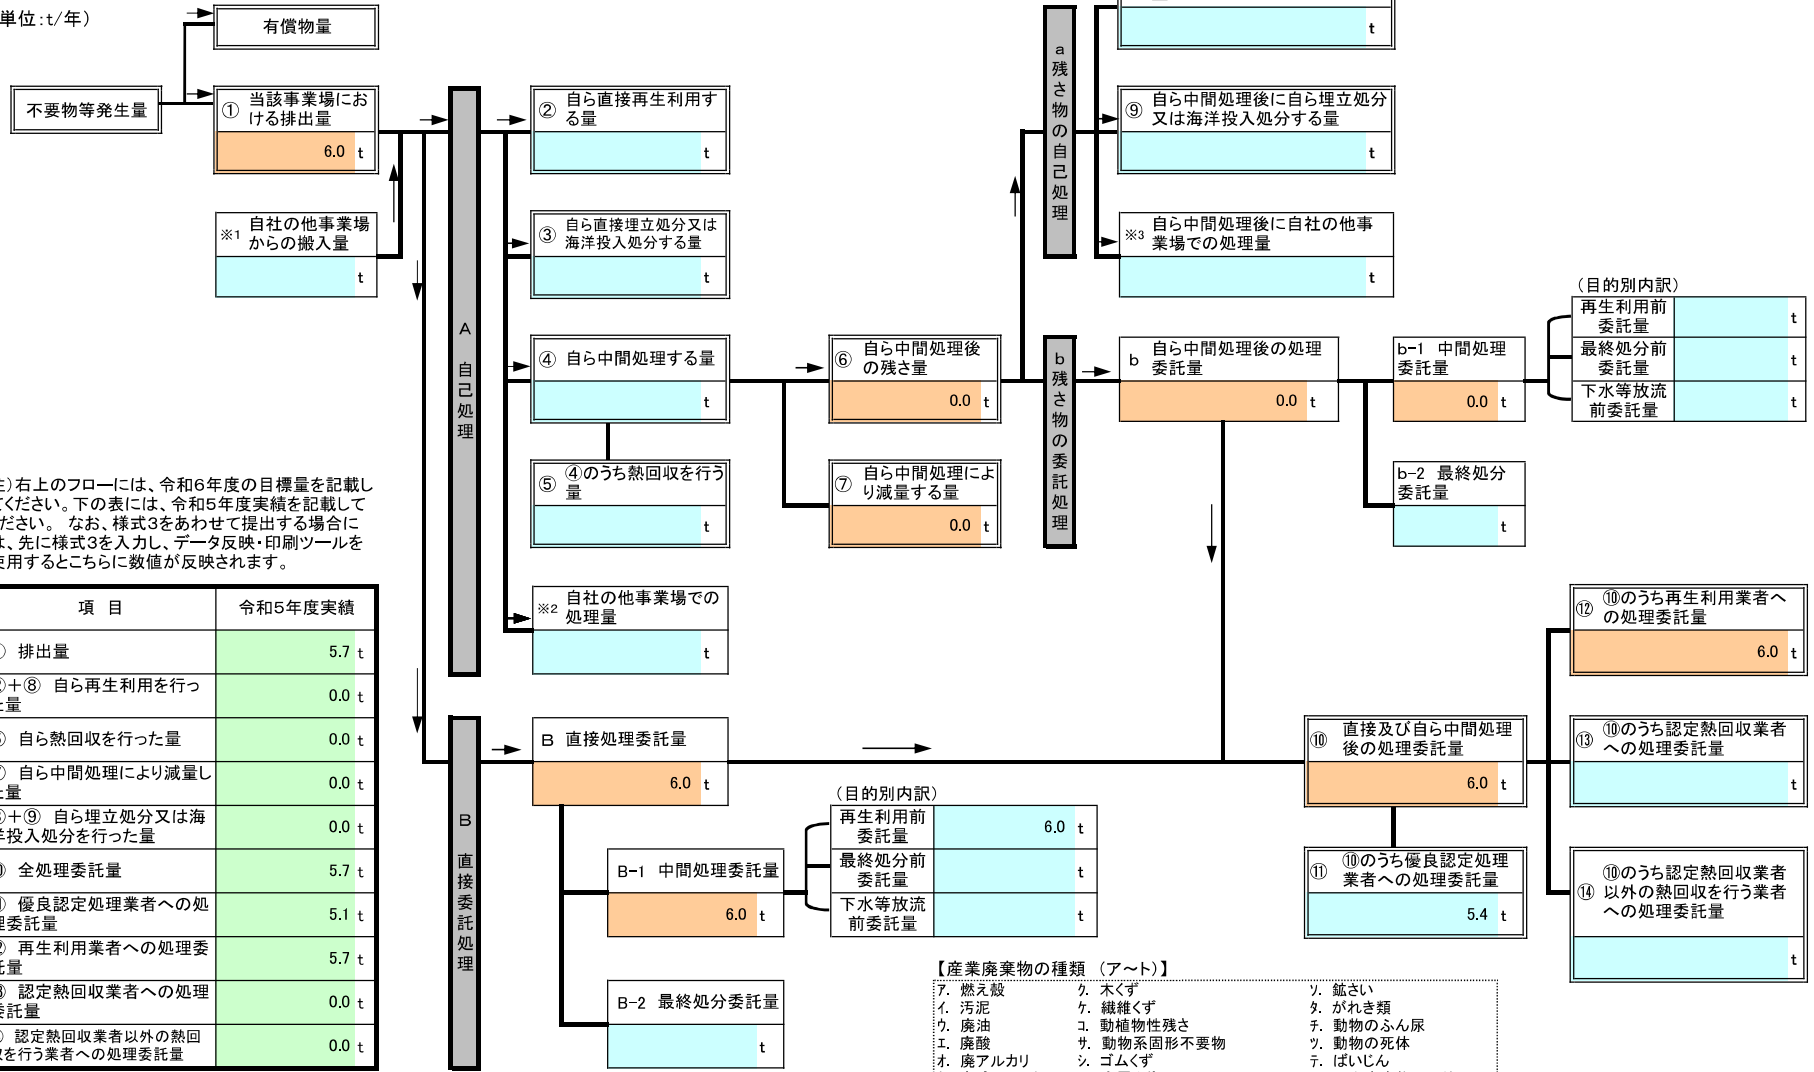 単位:t/年)
有償物量
不要物等発生量
① 当該事業場にお
ける排出量
6.0 t
※1 自社の他事業場
からの搬入量
t
A 自己処理
② 自ら直接再生利用す
る量
t
③ 自ら直接埋立処分又は
海洋投入処分する量
t
④ 自ら中間処理する量
t
⑤ ④のうち熱回収を行う
量
t
※2 自社の他事業場での
処理量
t
⑥ 自ら中間処理後
の残さ量
0.0 t
⑦ 自ら中間処理によ
り減量する量
0.0 t
a 残さ物の自己処理
t
⑨ 自ら中間処理後に自ら埋立処分
又は海洋投入処分する量
t
※3 自ら中間処理後に自社の他事
業場での処理量
t
b 残さ物の委託処理
b 自ら中間処理後の処理
委託量
0.0 t
b-1 中間処理
委託量
0.0 t
b-2 最終処分
委託量
t
(目的別内訳)
再生利用前
委託量
t
最終処分前
委託量
t
下水等放流
前委託量
t
)右上のフローには、令和6年度の目標量を記載し
ください。下の表には、令和5年度実績を記載して
ださい。 なお、様式3をあわせて提出する場合に
、先に様式3を入力し、データ反映・印刷ツールを
用するとこちらに数値が反映されます。
項 目 令和5年度実績
排出量 5.7 t
+⑧ 自ら再生利用を行っ
量 0.0 t
自ら熱回収を行った量 0.0 t
自ら中間処理により減量し
量 0.0 t
+⑨ 自ら埋立処分又は海
投入処分を行った量 0.0 t
全処理委託量 5.7 t
優良認定処理業者への処
委託量 5.1 t
再生利用業者への処理委
量 5.7 t
認定熱回収業者への処理
委託量 0.0 t
認定熱回収業者以外の熱回
を行う業者への処理委託量 0.0 t
B 直接委託処理
B 直接処理委託量
6.0 t
B-1 中間処理委託量
6.0 t
B-2 最終処分委託量
t
(目的別内訳)
再生利用前
委託量
6.0 t
最終処分前
委託量
t
下水等放流
前委託量
t
⑩ 直接及び自ら中間処理
後の処理委託量
6.0 t
⑪ ⑩のうち優良認定処理
業者への処理委託量
5.4 t
⑫ ⑩のうち再生利用業者へ
の処理委託量
6.0 t
⑬ ⑩のうち認定熱回収業者
への処理委託量
t
⑭ ⑩のうち認定熱回収業者
以外の熱回収を行う業者
への処理委託量
t
【産業廃棄物の種類 (ア～ト)】
ア. 燃え殻 ク. 木くず ソ. 鉱さい
イ. 汚泥 ケ. 繊維くず タ. がれき類
ウ. 廃油 コ. 動植物性残さ チ. 動物のふん尿
エ. 廃酸 サ. 動物系固形不要物 ツ. 動物の死体
オ. 廃アルカリ シ. ゴムくず テ. ばいじん